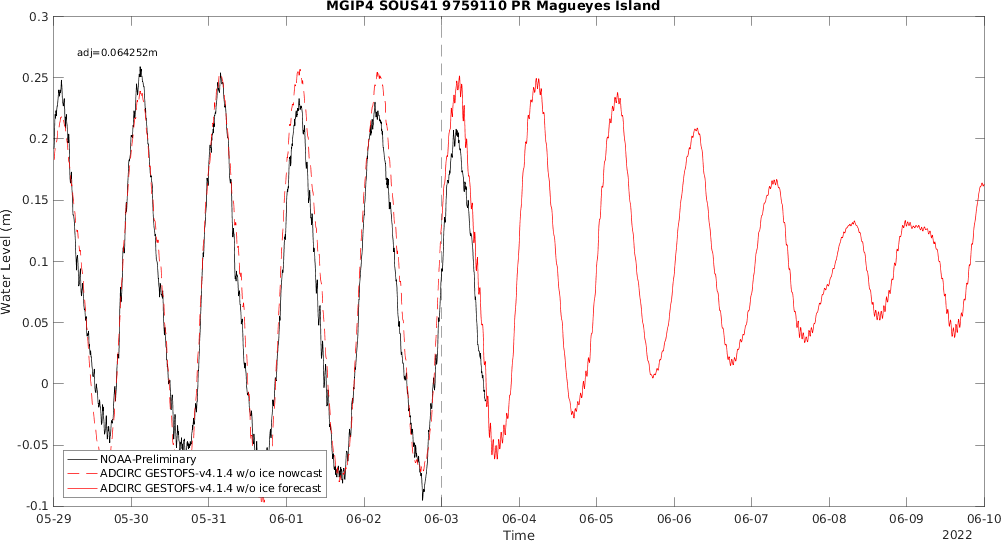 MGIP4 SOUS41 9759110 PR Magueyes Island
adj=0.064252m
0.3
0.25
0.2
0.15
0.1
0.05
0
-0.05
-0.1
Water Level (m)
NOAA-Preliminary
ADCIRC GESTOFS-v4.1.4 w/o ice nowcast
ADCIRC GESTOFS-v4.1.4 w/o ice forecast
05-29 05-30 05-31 06-01 06-02 06-03 06-04 06-05 06-06 06-07 06-08 06-09 06-10
Time
2022